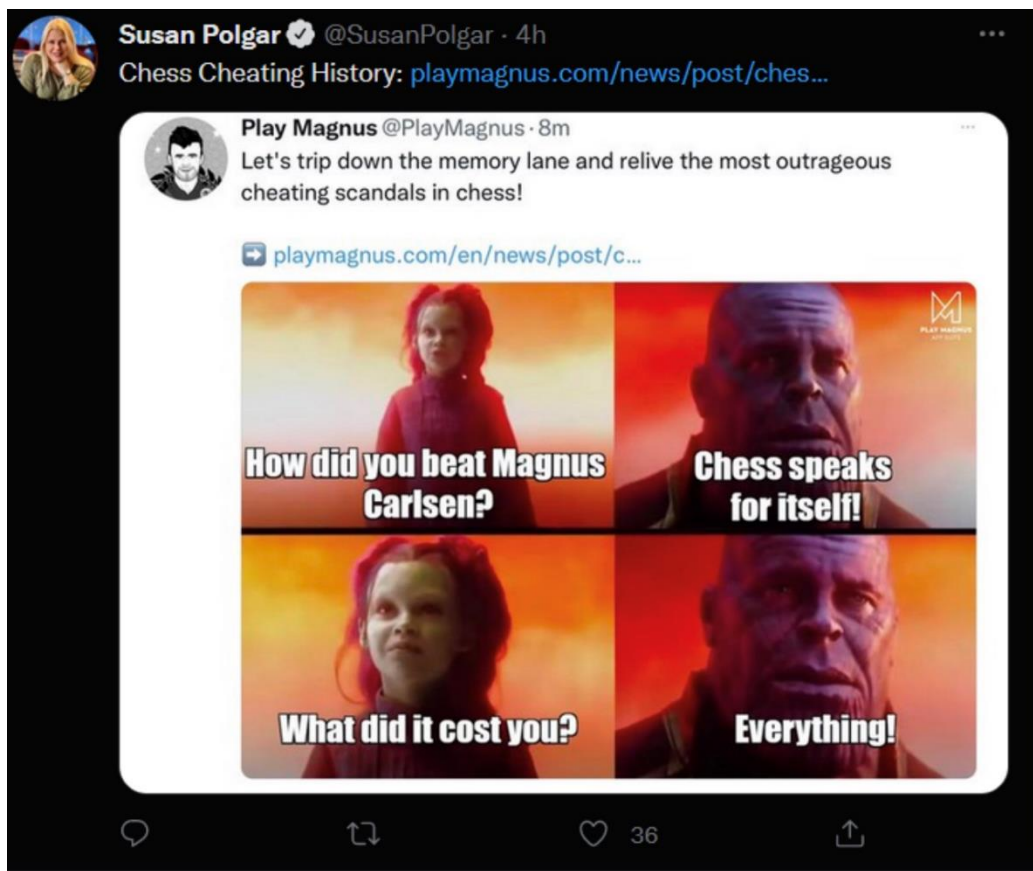 Susan Polgar @SusanPolgar · 4h
Chess Cheating History: playmagnus.com/news/post/ches...
Play Magnus @PlayMagnus · 8m
Let's trip down the memory lane and relive the most outrageous
cheating scandals in chess!
playmagnus.com/en/news/post/c...
PLAY MAGNUS
How did you beat Magnus
Carlsen?
Chess speaks
for itself!
What did it cost you?
Everything!
36